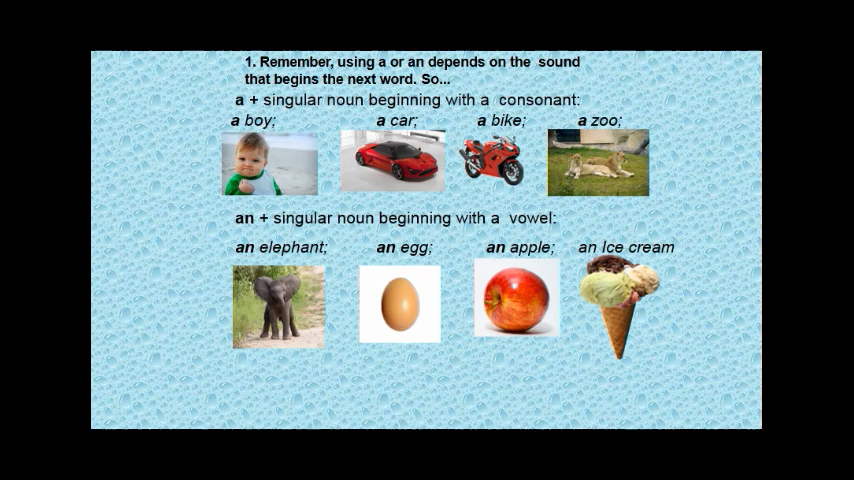 1. Remember, using a or an depends on the sound
that begins the next word. So...
a + singular noun beginning with a consonant:
a boy; a car; a bike; a zoo;
an + singular noun beginning with a vowel:
an elephant; an egg; an apple; an Ice cream